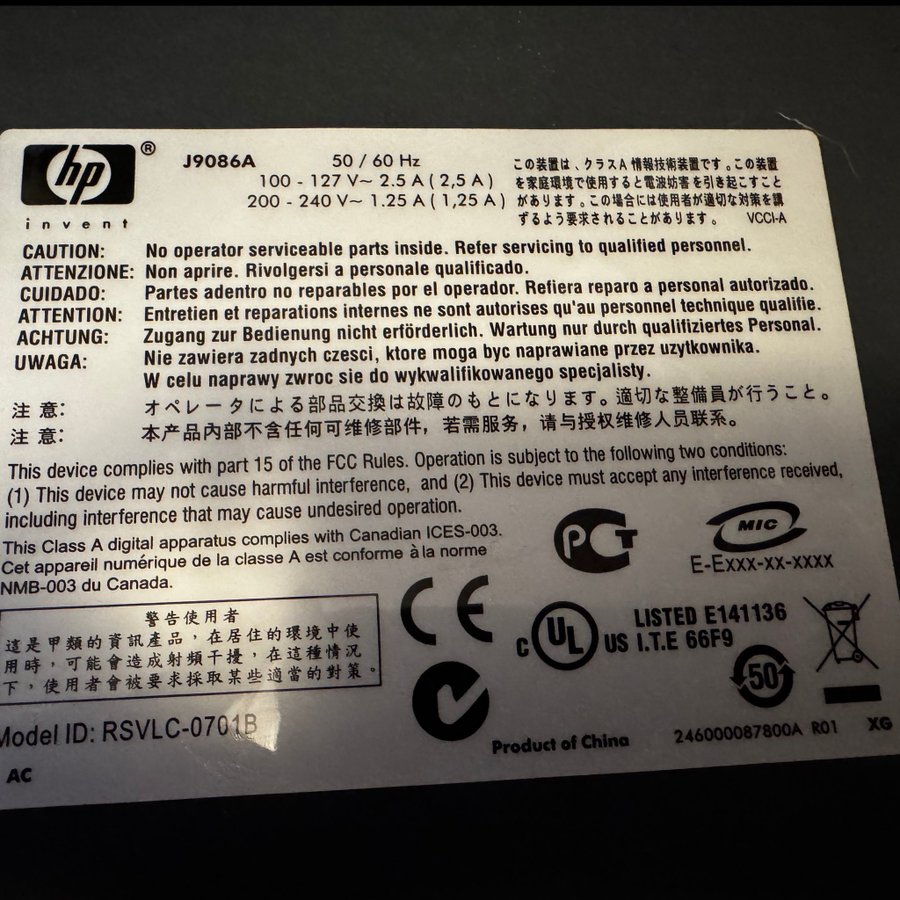 hp ®
invent
J9086A
50 / 60 Hz
100 - 127 V~ 2.5 A ( 2,5 A )
200 - 240 V~ 1.25 A ( 1,25 A )
この装置は、クラスA 情報技術装置です。この装置
を家庭環境で使用すると電波妨害を引き起こすこと
があります。この場合には使用者が適切な対策を講
ずるよう要求されることがあります。 VCCI-A
CAUTION: No operator serviceable parts inside. Refer servicing to qualified personnel.
ATTENZIONE: Non aprire. Rivolgersi a personale qualificado.
CUIDADO: Partes adentro no reparables por el operador. Refiera reparo a personal autorizado.
ATTENTION: Entretien et reparations internes ne sont autorises qu'au personnel technique qualifie.
ACHTUNG: Zugang zur Bedienung nicht erförderlich. Wartung nur durch qualifiziertes Personal.
UWAGA: Nie zawiera zadnych czesci, ktore moga byc naprawiane przez uzytkownika.
W celu naprawy zwroc sie do wykwalifikowanego specjalisty.
注意: オペレータによる部品交換は故障のもとになります。適切な整備員が行うこと。
注意: 本产品内部不含任何可维修部件，若需服务，请与授权维修人员联系。
This device complies with part 15 of the FCC Rules. Operation is subject to the following two conditions:
(1) This device may not cause harmful interference, and (2) This device must accept any interference received,
including interference that may cause undesired operation.
This Class A digital apparatus complies with Canadian ICES-003.
Cet appareil numérique de la classe A est conforme à la norme
NMB-003 du Canada.
PCT
MIC
E-Exxx-xx-xxxx
警告使用者
這是甲類的資訊產品，在居住的環境中使
用時，可能會造成射頻干擾，在這種情況
下，使用者會被要求採取某些適當的對策。
CE
C UL US
LISTED E141136
I.T.E 66F9
50
Model ID: RSVLC-0701B
Product of China
246000087800A R01 XG
AC